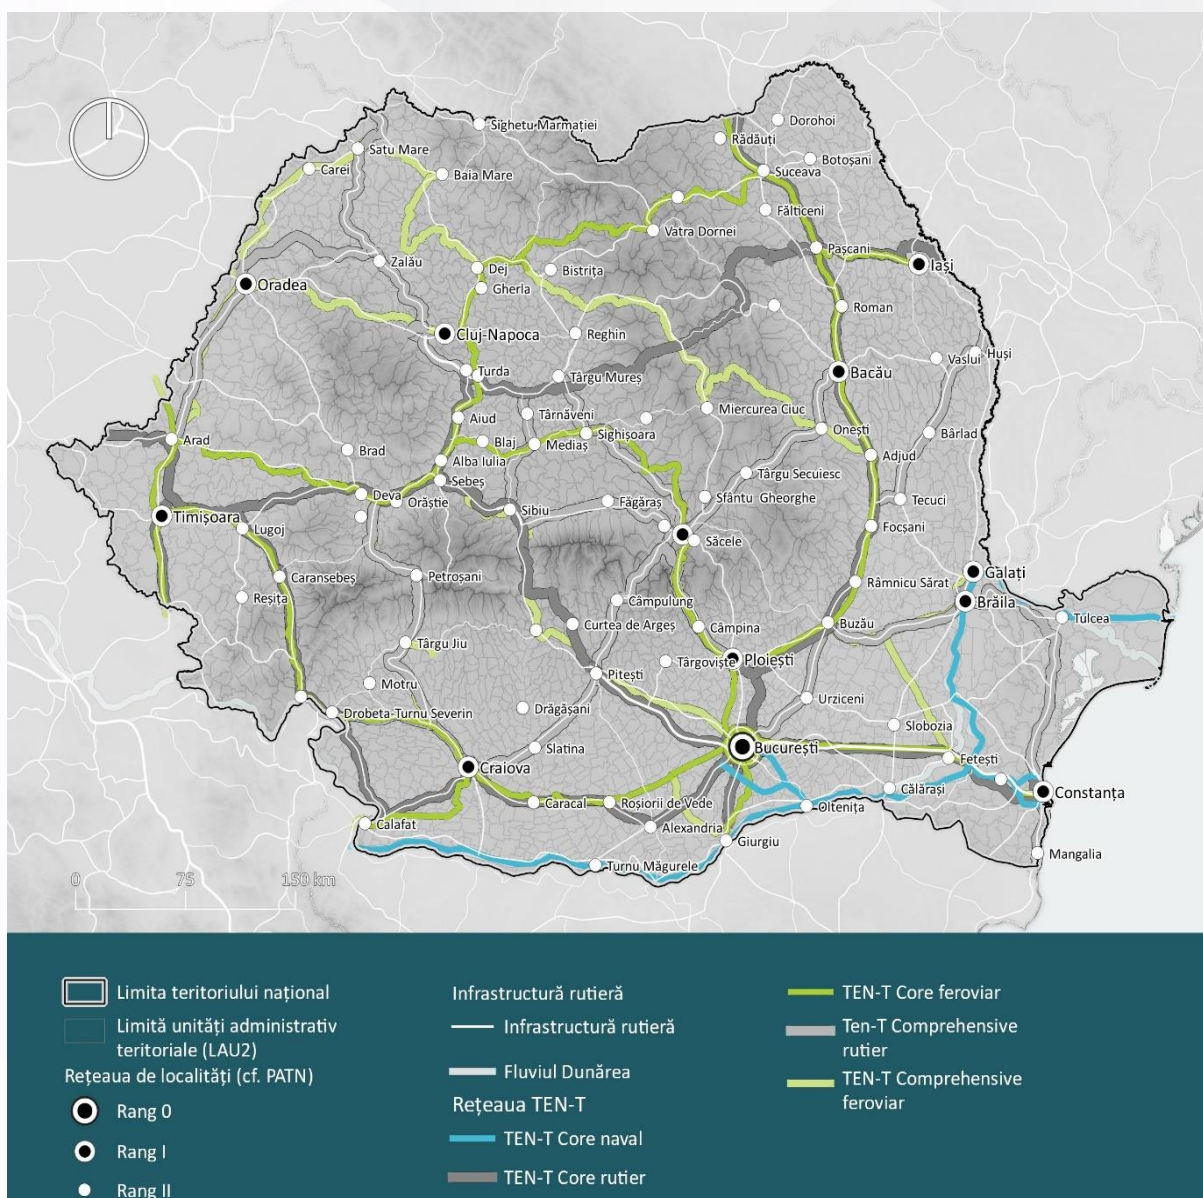 Sighetu Marmației
Dorohoi
Rădăuți
Satu Mare
Botoșani
Carei
Baia Mare
Suceava
Fălticeni
Vatra Dornei
Pașcani
Zalău
Dej
Bistrița
Iași
Oradea
Gherla
Roman
Cluj-Napoca
Reghin
Vaslui
Huși
Turda
Târgu Mureș
Bacău
Miercurea Ciuc
Aiud
Târnăveni
Onești
Arad
Blaj
Mediaș
Sighișoara
Bârlad
Brad
Alba Iulia
Adjud
Sebeș
Târgu Secuiesc
Deva
Orăștie
Făgăraș
Sfântu Gheorghe
Tecuci
Timișoara
Sibiu
Lugoj
Focșani
Săcele
Caransebeș
Petroșani
Galați
Râmnicu Sărat
Reșița
Câmpulung
Brăila
Curtea de Argeș
Câmpina
Buzău
Tulcea
Târgu Jiu
Târgoviște
Ploiești
Pitești
Motru
Drobeta-Turnu Severin
Drăgășani
Urziceni
Slobozia
Slatina
București
Fetești
Craiova
Călărași
Constanța
Caracal
Roșiorii de Vede
Oltenița
Calafat
Alexandria
Giurgiu
Mangalia
Turnu Măgurele
0 75 150 km
Limita teritoriului național
Limită unități administrativ
teritoriale (LAU2)
Rețeaua de localități (cf. PATN)
Rang 0
Rang I
Rang II
Infrastructură rutieră
Infrastructură rutieră
Fluviul Dunărea
Rețeaua TEN-T
TEN-T Core naval
TEN-T Core rutier
TEN-T Core feroviar
Ten-T Comprehensive
rutier
TEN-T Comprehensive
feroviar